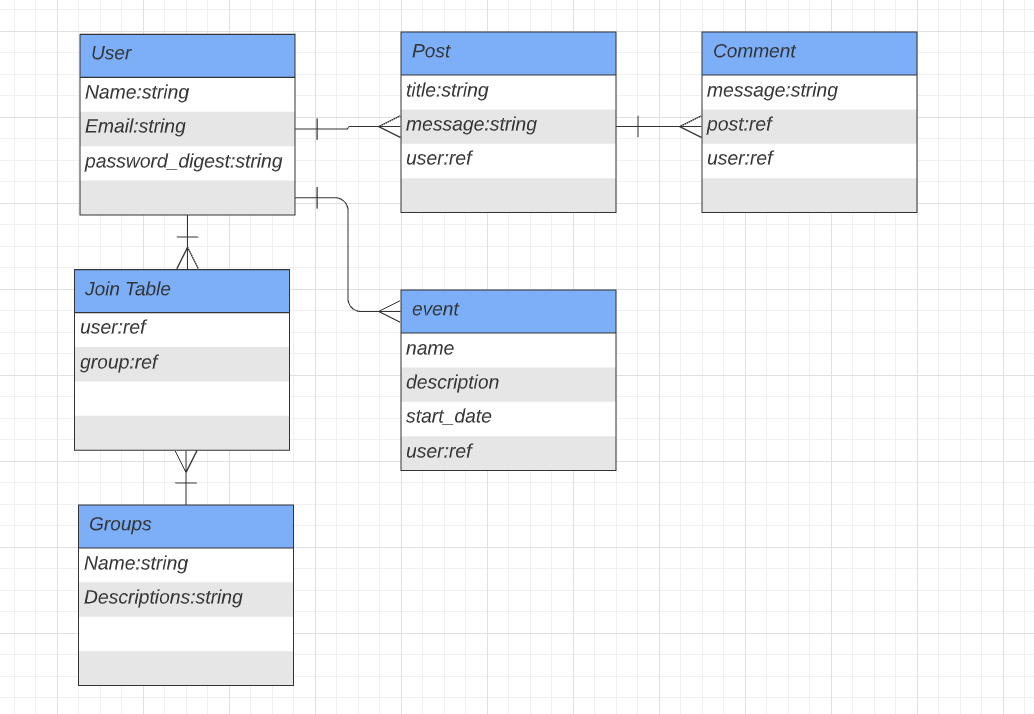 User
Name:string
Email:string
password_digest:string
Post
title:string
message:string
user:ref
Comment
message:string
post:ref
user:ref
Join Table
user:ref
group:ref
event
name
description
start_date
user:ref
Groups
Name:string
Descriptions:string